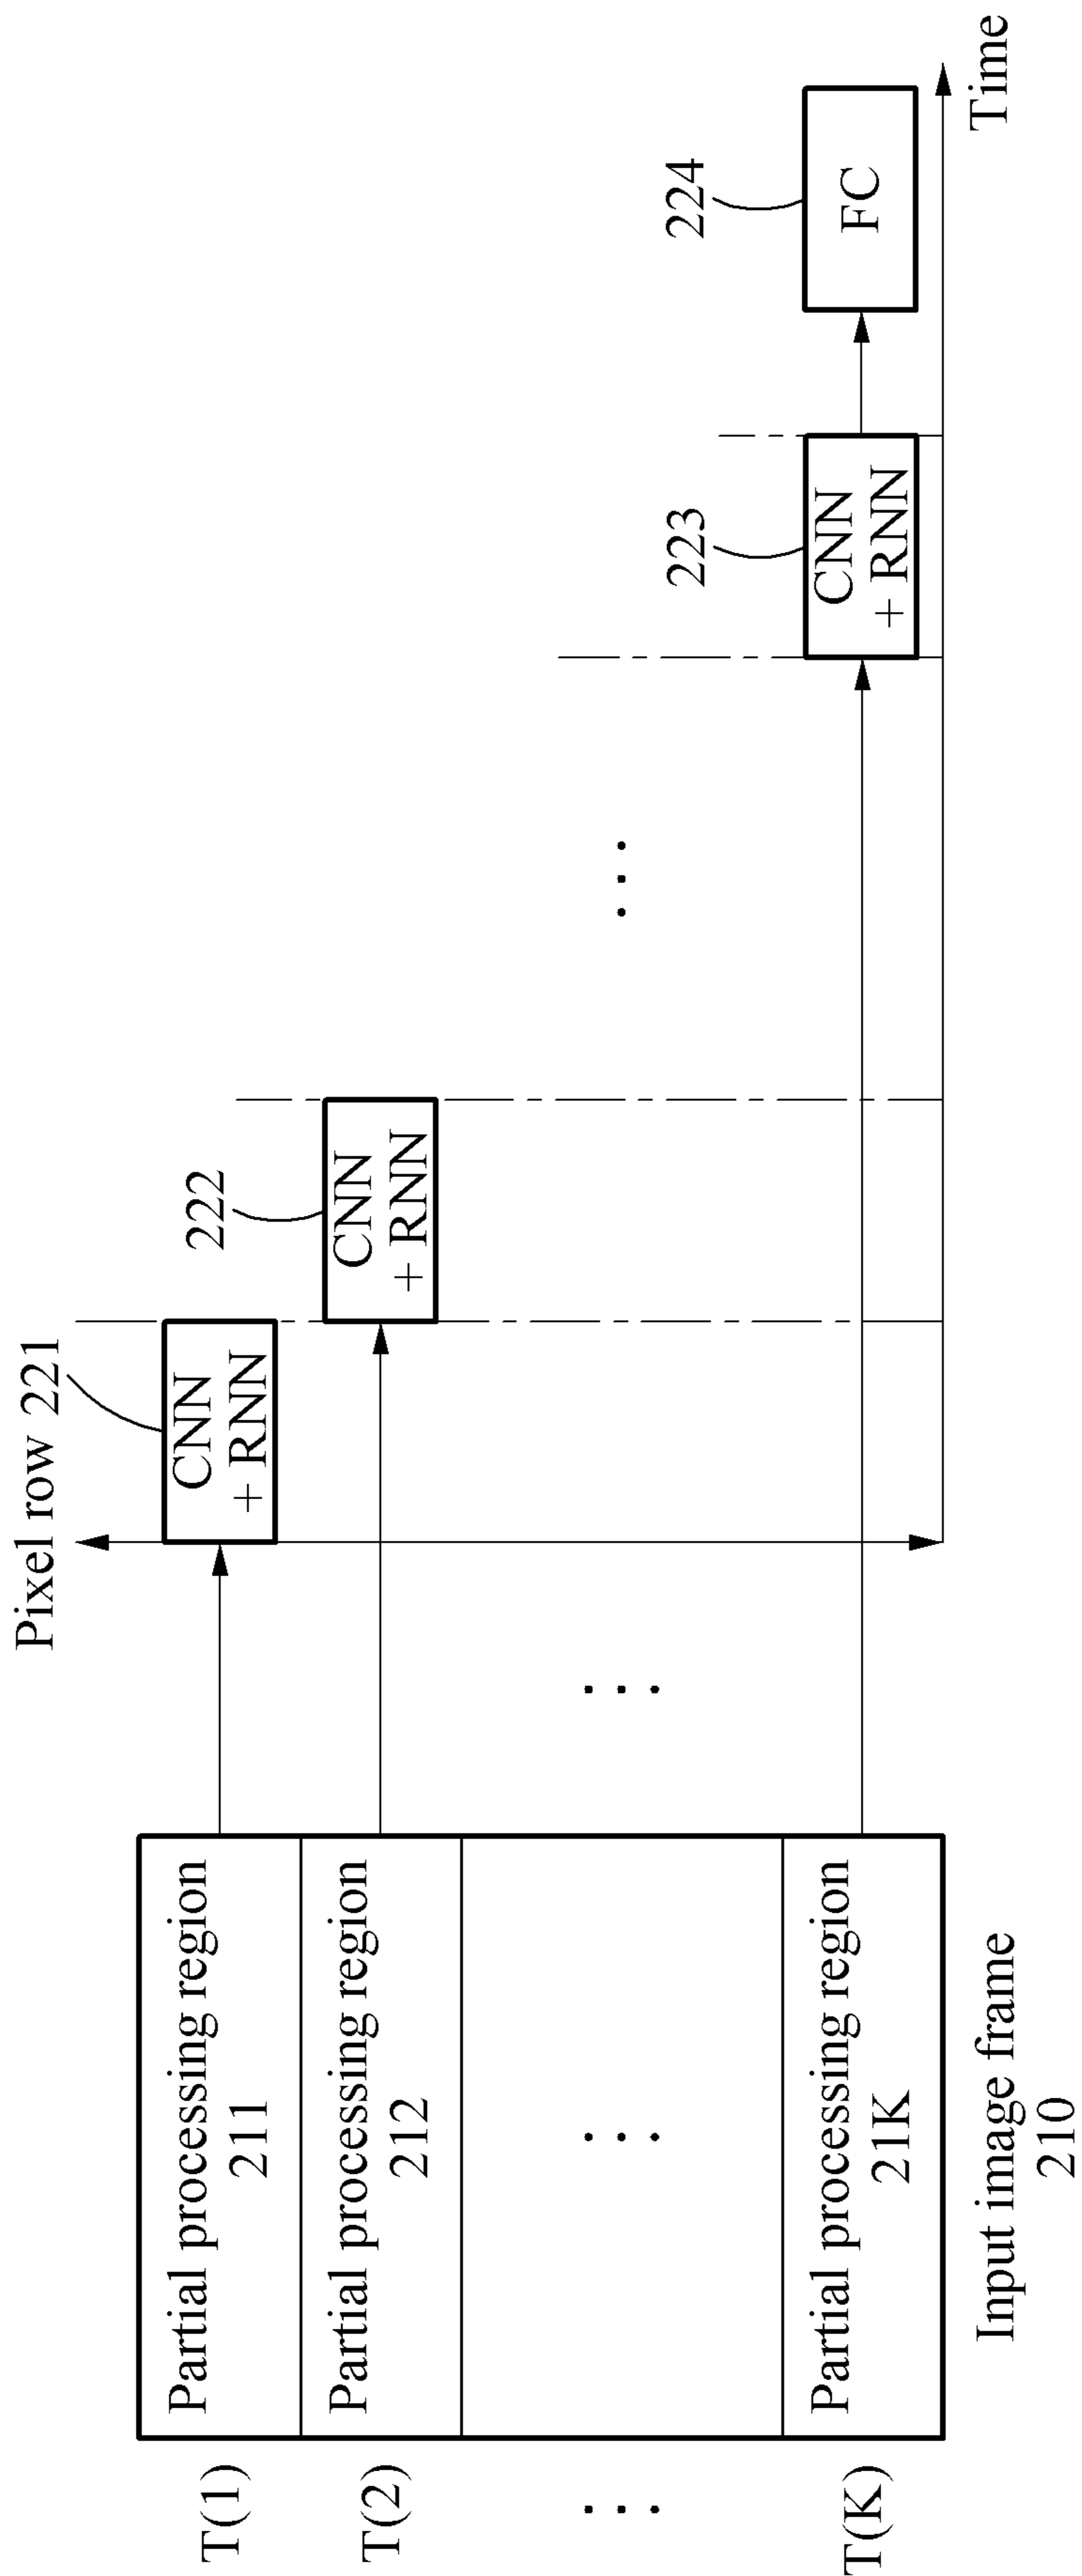 Pixel row 221
222
223
224
T(1)
Partial processing region
211
CNN
+ RNN
T(2)
Partial processing region
212
CNN
+ RNN
...
...
...
...
T(K)
Partial processing region
21K
CNN
+ RNN
FC
Time
Input image frame
210